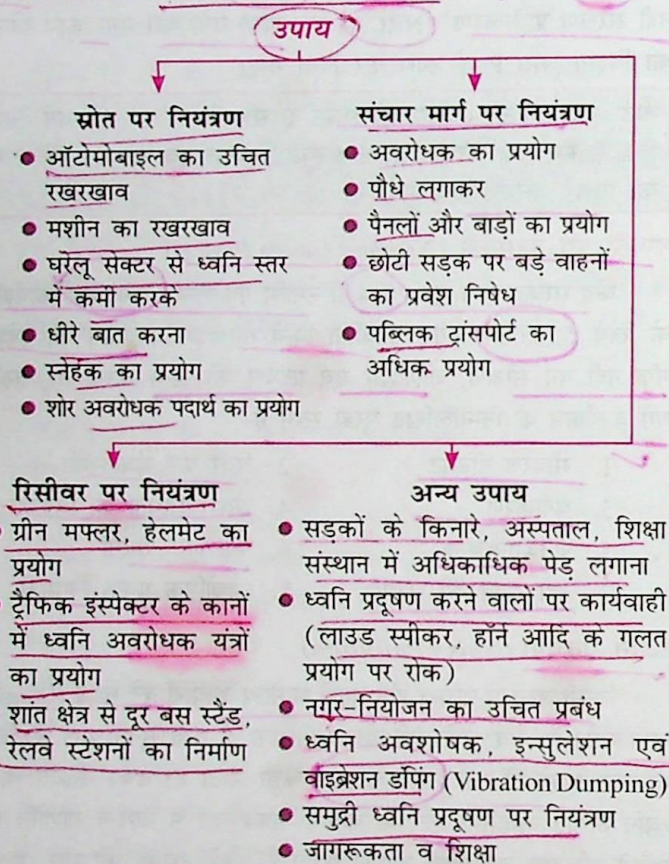 उपाय
स्रोत पर नियंत्रण
• ऑटोमोबाइल का उचित
रखरखाव
• मशीन का रखरखाव
• घरेलू सेक्टर से ध्वनि स्तर
में कमी करके
• धीरे बात करना
• स्नेहक का प्रयोग
• शोर अवरोधक पदार्थ का प्रयोग
संचार मार्ग पर नियंत्रण
• अवरोधक का प्रयोग
• पौधे लगाकर
• पैनलों और बाडों का प्रयोग
• छोटी सड़क पर बड़े वाहनों
का प्रवेश निषेध
• पब्लिक ट्रांसपोर्ट का
अधिक प्रयोग
रिसीवर पर नियंत्रण
• ग्रीन मफ्लर, हेलमेट का
प्रयोग
• ट्रैफिक इंस्पेक्टर के कानों
में ध्वनि अवरोधक यंत्रों
का प्रयोग
शांत क्षेत्र से दूर बस स्टैंड,
रेलवे स्टेशनों का निर्माण
अन्य उपाय
• सड़कों के किनारे, अस्पताल, शिक्षा
संस्थान में अधिकाधिक पेड़ लगाना
• ध्वनि प्रदूषण करने वालों पर कार्यवाही
(लाउड स्पीकर, हॉर्न आदि के गलत
प्रयोग पर रोक)
• नगर-नियोजन का उचित प्रबंध
• ध्वनि अवशोषक, इन्सुलेशन एवं
वाइब्रेशन डंपिंग (Vibration Dumping)
• समुद्री ध्वनि प्रदूषण पर नियंत्रण
• जागरूकता व शिक्षा